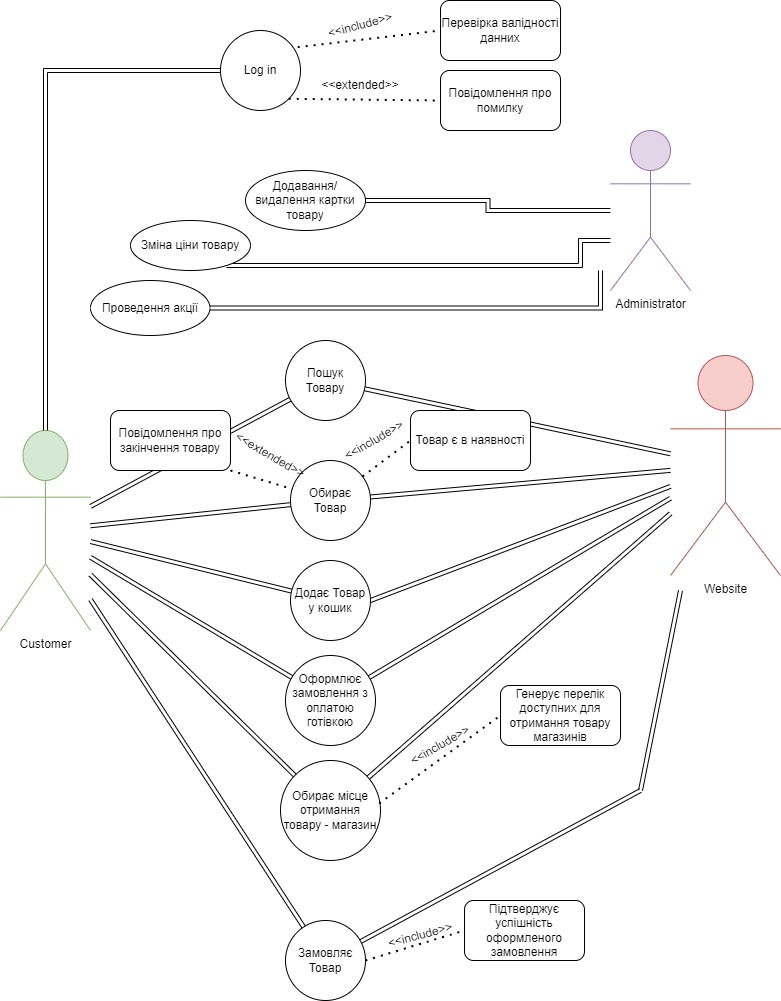 <<include>>
Перевірка валідності
данних
Log in
<<extended>>
Повідомлення про
помилку
Додавання/
видалення картки
товару
Зміна ціни товару
Administrator
Проведення акції
Пошук
Товару
Повідомлення про
закінчення товару
<<extended>>
<<include>>
Товар є в наявності
Обирає
Товар
Website
Додає Товар
у кошик
Customer
Оформлює
замовлення з
оплатою
готівкою
Генерує перелік
доступних для
отримання товару
магазинів
<<include>>
Обирає місце
отримання
товару - магазин
Підтверджує
успішність
оформленого
замовлення
<<include>>
Замовляє
Товар